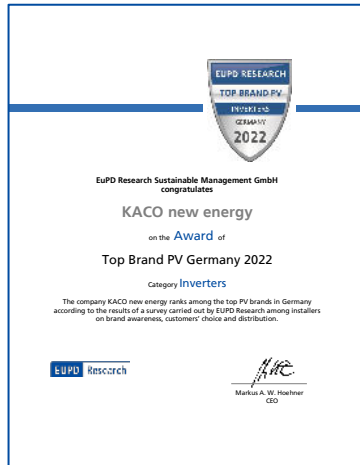 EUPD RESEARCH
TOP BRAND PV
INVERTERS
GERMANY
2022
EuPD Research Sustainable Management GmbH
congratulates
KACO new energy
on the Award of
Top Brand PV Germany 2022
Category Inverters
The company KACO new energy ranks among the top PV brands in Germany
according to the results of a survey carried out by EUPD Research among installers
on brand awareness, customers' choice and distribution.
EUPD Research
Markus A. W. Hoehner
CEO